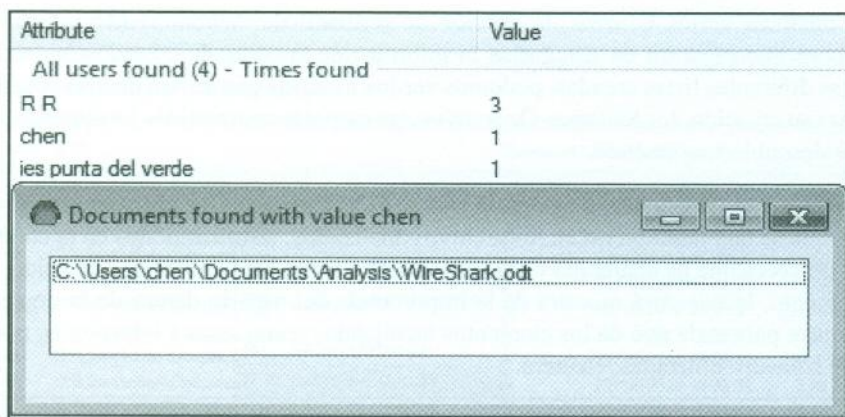 Attribute Value
All users found (4) - Times found
R R 3
chen 1
ies punta del verde 1
Documents found with value chen
C:\Users\chen\Documents\Analysis\WireShark.odt